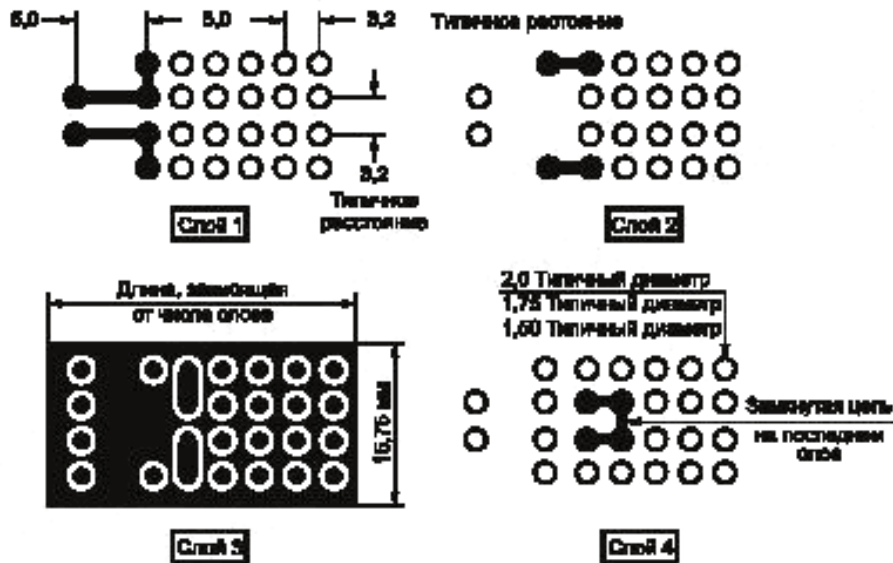 5,0 5,0 3,2 Типичное растояние
3,2
Типичное
расстояние
Слой 1 Слой 2
Длина, зависящая
от числа слоев
2,0 Типичный диаметр
1,75 Типичный диаметр
1,50 Типичный диаметр
15,75 мм
Замкнутая цепь
на последнем
слое
Слой 3 Слой 4